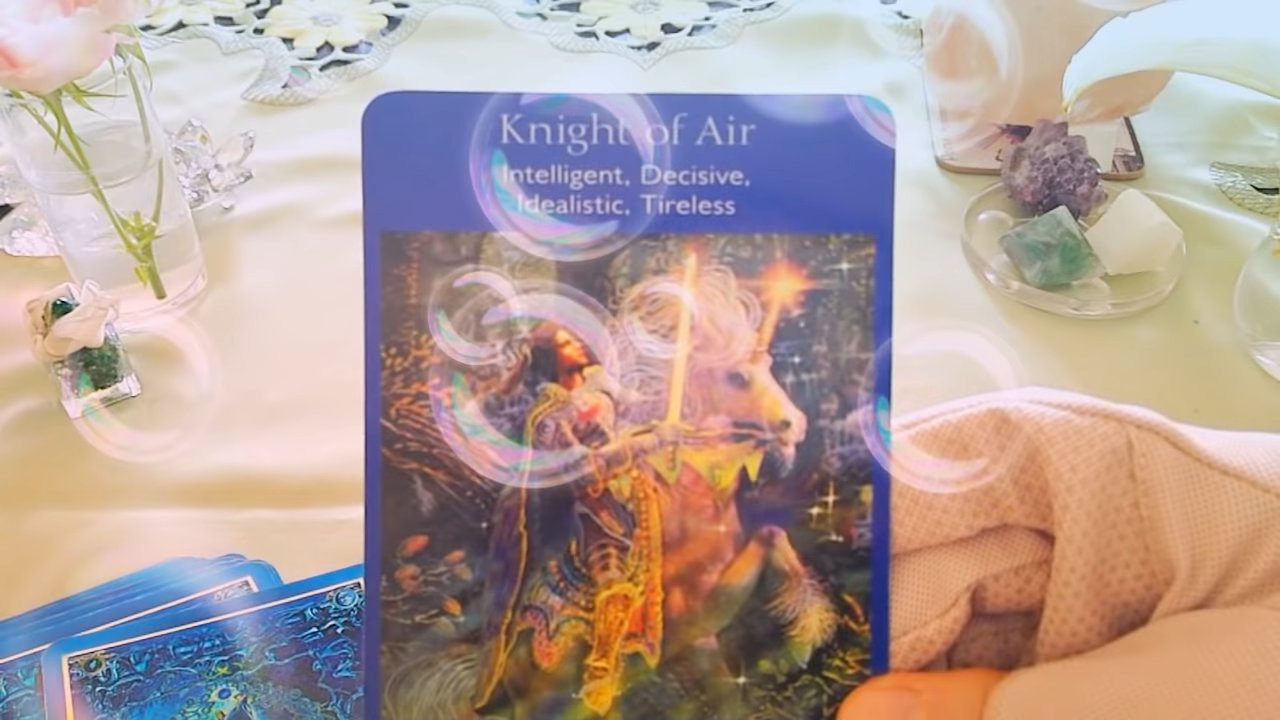 Knight of Air
Intelligent, Decisive,
Idealistic, Tireless